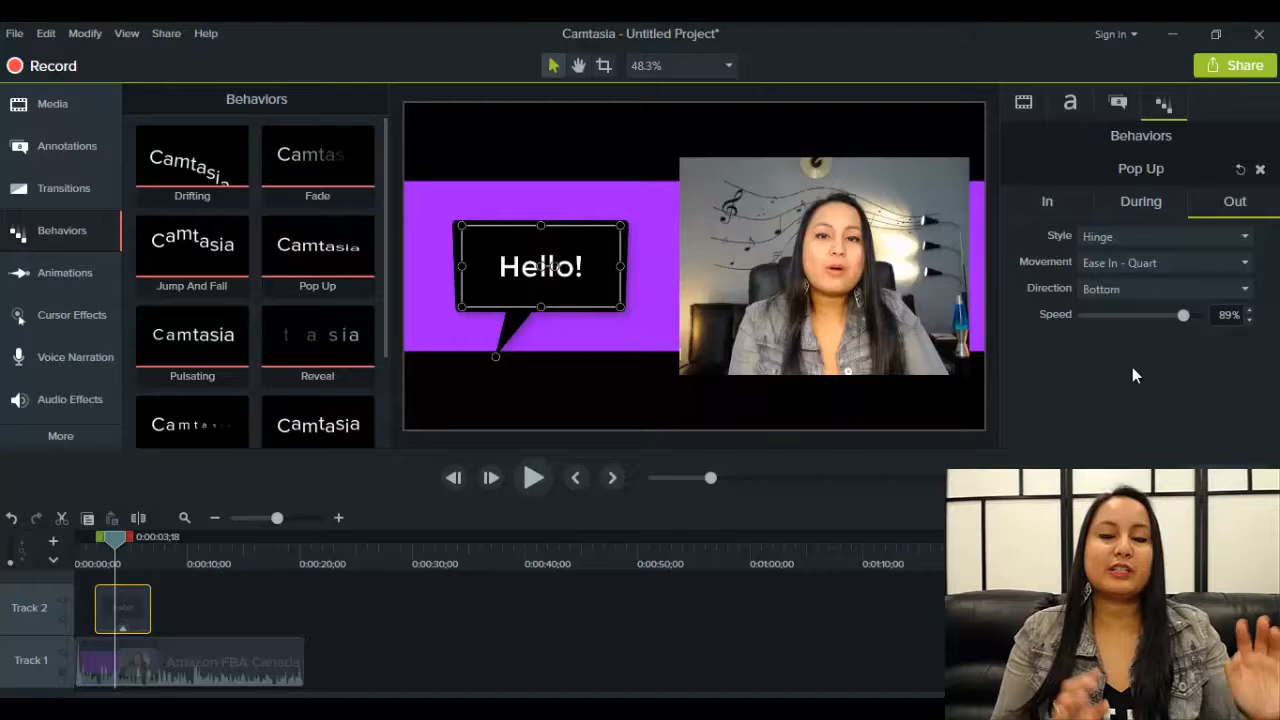 File Edit Modify View Share Help
Camtasia - Untitled Project*
Sign In
Record
48.3%
Share
Media
Annotations
Transitions
Behaviors
Animations
Cursor Effects
Voice Narration
Audio Effects
More
Behaviors
Camtasia
Camtas
Drifting
Fade
Camtasia
Camtasia
Jump And Fall
Pop Up
Camtasia
t a sia
Pulsating
Reveal
Camtas
Camtasia
Hello!
a
Behaviors
Pop Up
In During Out
Style Hinge
Movement Ease In - Quart
Direction Bottom
Speed 89%
0:00:03;18
0:00:00;00 0:00:10;00 0:00:20;00 0:00:30;00 0:00:40;00 0:00:50;00 0:01:00;00 0:01:10;00
Track 2
Track 1
Amazon FBA Canada